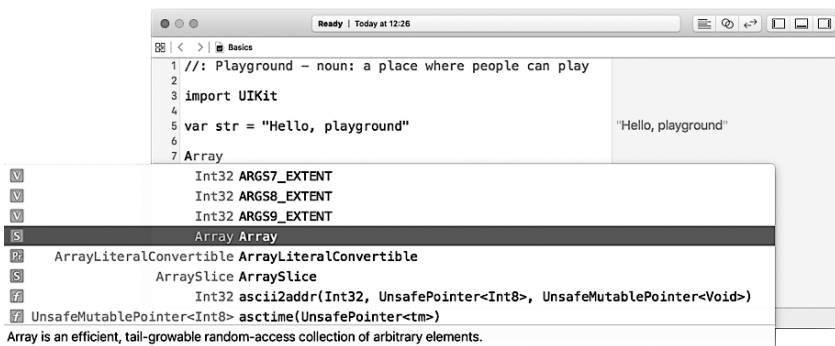 Ready | Today at 12:26
Basics
1 //: Playground – noun: a place where people can play
2
3 import UIKit
4
5 var str = "Hello, playground"
"Hello, playground"
6
7 Array
V Int32 ARGS7_EXTENT
V Int32 ARGS8_EXTENT
V Int32 ARGS9_EXTENT
S Array Array
Pr ArrayLiteralConvertible ArrayLiteralConvertible
S ArraySlice ArraySlice
f Int32 ascii2addr(Int32, UnsafePointer<Int8>, UnsafeMutablePointer<Void>)
f UnsafeMutablePointer<Int8> asctime(UnsafePointer<tm>)
Array is an efficient, tail-growable random-access collection of arbitrary elements.